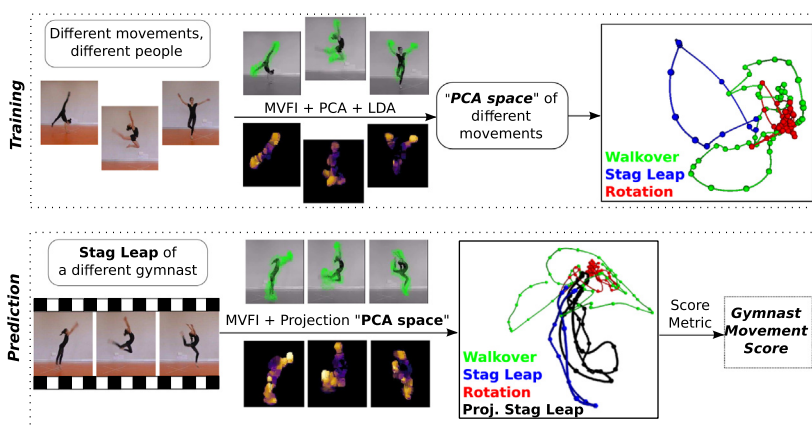 Training
Different movements,
different people
MVFI + PCA + LDA
"PCA space" of
different
movements
Walkover
Stag Leap
Rotation
Prediction
Stag Leap of
a different gymnast
MVFI + Projection "PCA space"
Walkover
Stag Leap
Rotation
Proj. Stag Leap
Score
Metric
Gymnast
Movement
Score